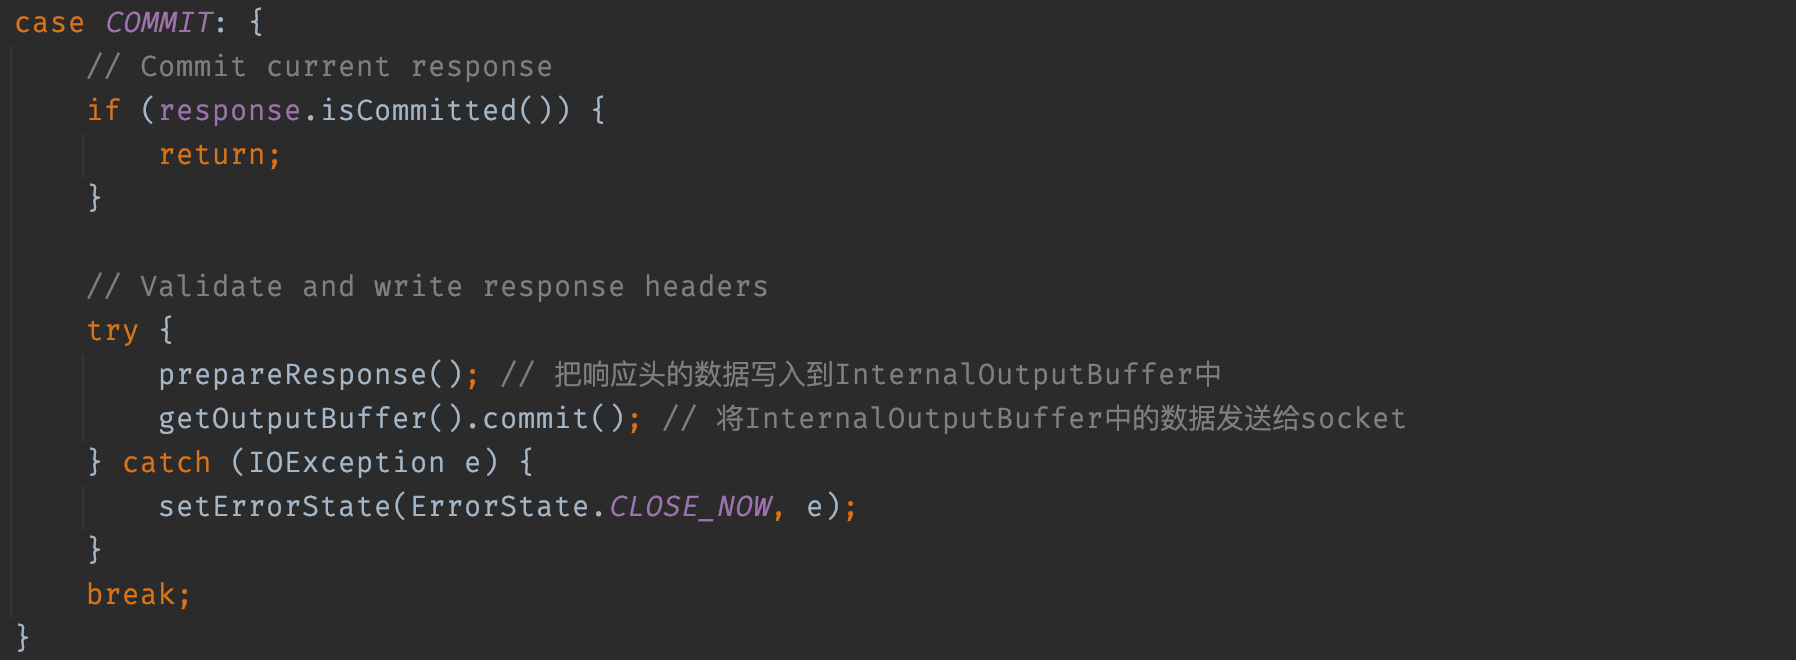 case COMMIT: {
    // Commit current response
    if (response.isCommitted()) {
        return;
    }

    // Validate and write response headers
    try {
        prepareResponse(); // 把响应头的数据写入到InternalOutputBuffer中
        getOutputBuffer().commit(); // 将InternalOutputBuffer中的数据发送给socket
    } catch (IOException e) {
        setErrorState(ErrorState.CLOSE_NOW, e);
    }
    break;
}